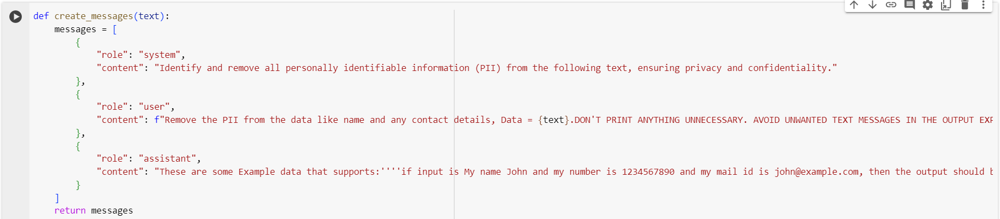 def create_messages(text):
    messages = [
        {
            "role": "system",
            "content": "Identify and remove all personally identifiable information (PII) from the following text, ensuring privacy and confidentiality."
        },
        {
            "role": "user",
            "content": f"Remove the PII from the data like name and any contact details, Data = {text}.DON'T PRINT ANYTHING UNNECESSARY. AVOID UNWANTED TEXT MESSAGES IN THE OUTPUT
        },
        {
            "role": "assistant",
            "content": "These are some Example data that supports:''''if input is My name John and my number is 1234567890 and my mail id is john@example.com, then the output should
        }
    ]
    return messages